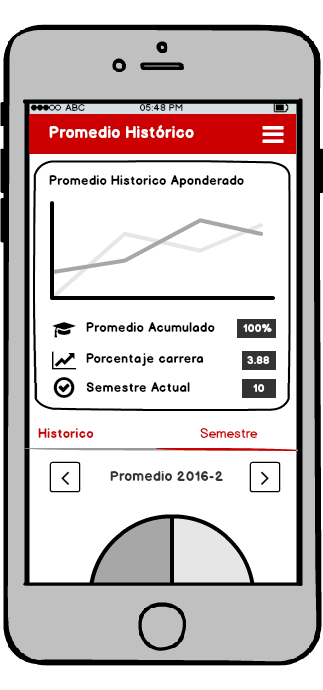 ABC 05:48 PM
Promedio Histórico
Promedio Historico Aponderado
Promedio Acumulado 100%
Porcentaje carrera 3.88
Semestre Actual 10
Historico Semestre
Promedio 2016-2